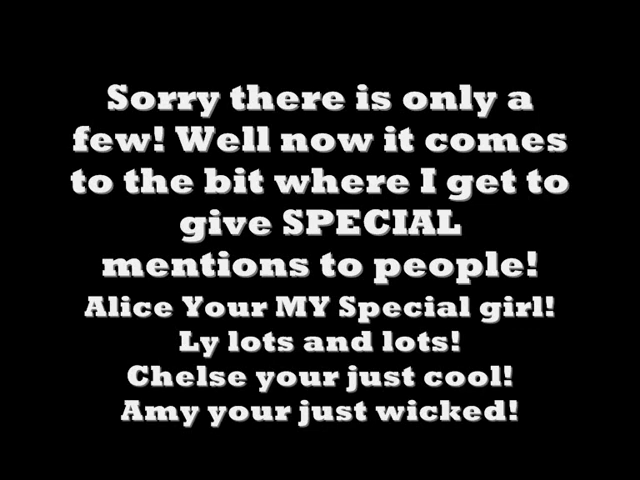 Sorry there is only a
few! Well now it comes
to the bit where I get to
give SPECIAL
mentions to people!
Alice Your MY Special girl!
Ly lots and lots!
Chelse your just cool!
Amy your just wicked!